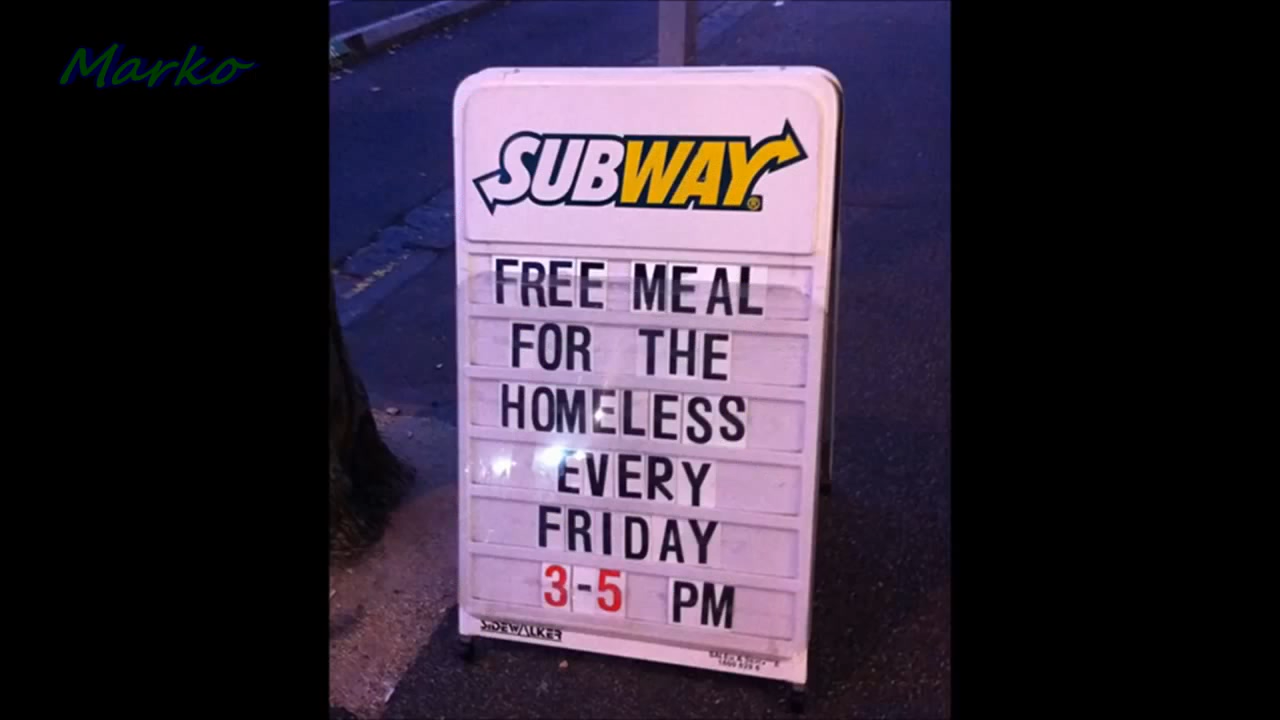 Marko
SUBWAY®
FREE MEAL
FOR THE
HOMELESS
EVERY
FRIDAY
3-5 PM
SIDEWALKER